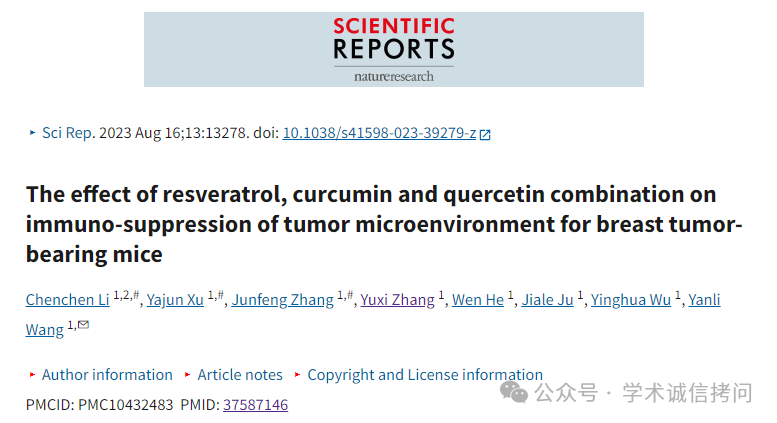 SCIENTIFIC
REPORTS
natureresearch
Sci Rep. 2023 Aug 16;13:13278. doi: 10.1038/s41598-023-39279-z
The effect of resveratrol, curcumin and quercetin combination on
immuno-suppression of tumor microenvironment for breast tumor-
bearing mice
Chenchen Li 1,2,#, Yajun Xu 1,#, Junfeng Zhang 1,#, Yuxi Zhang 1, Wen He 1, Jiale Ju 1, Yinghua Wu 1, Yanli
Wang 1,✉
Author information Article notes Copyright and License information
PMCID: PMC10432483 PMID: 37587146
公众号 · 学术诚信拷问